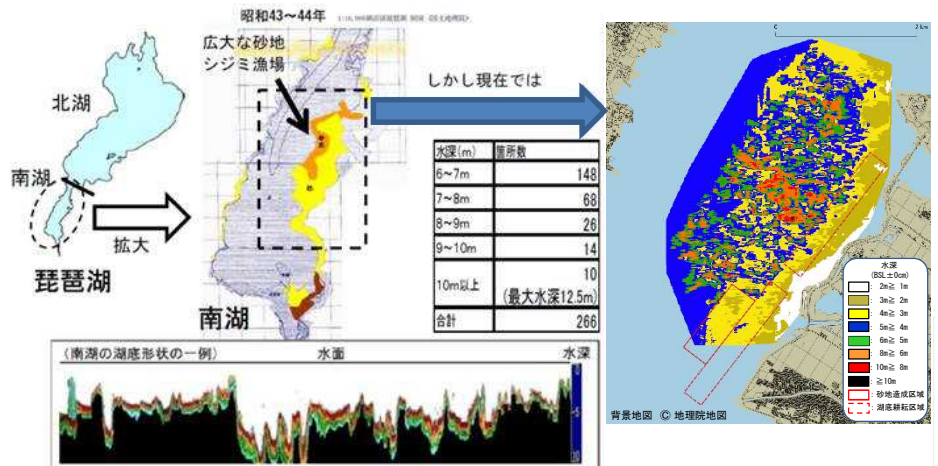 昭和43～44年
広大な砂地
シジミ漁場
北湖
南湖
拡大
琵琶湖
南湖
しかし現在では
水深(m) 箇所数
6～7m 148
7～8m 68
8～9m 26
9～10m 14
10m以上 10
(最大水深12.5m)
合計 266
(南湖の湖底形状の一例) 水面 水深
0
-5
20
2 km
水深
(BSL±0cm)
2m≧ 1m
3m≧ 2m
4m≧ 3m
5m≧ 4m
6m≧ 5m
8m≧ 6m
10m≧ 8m
≧10m
砂地造成区域
湖底耕耘区域
背景地図 © 地理院地図